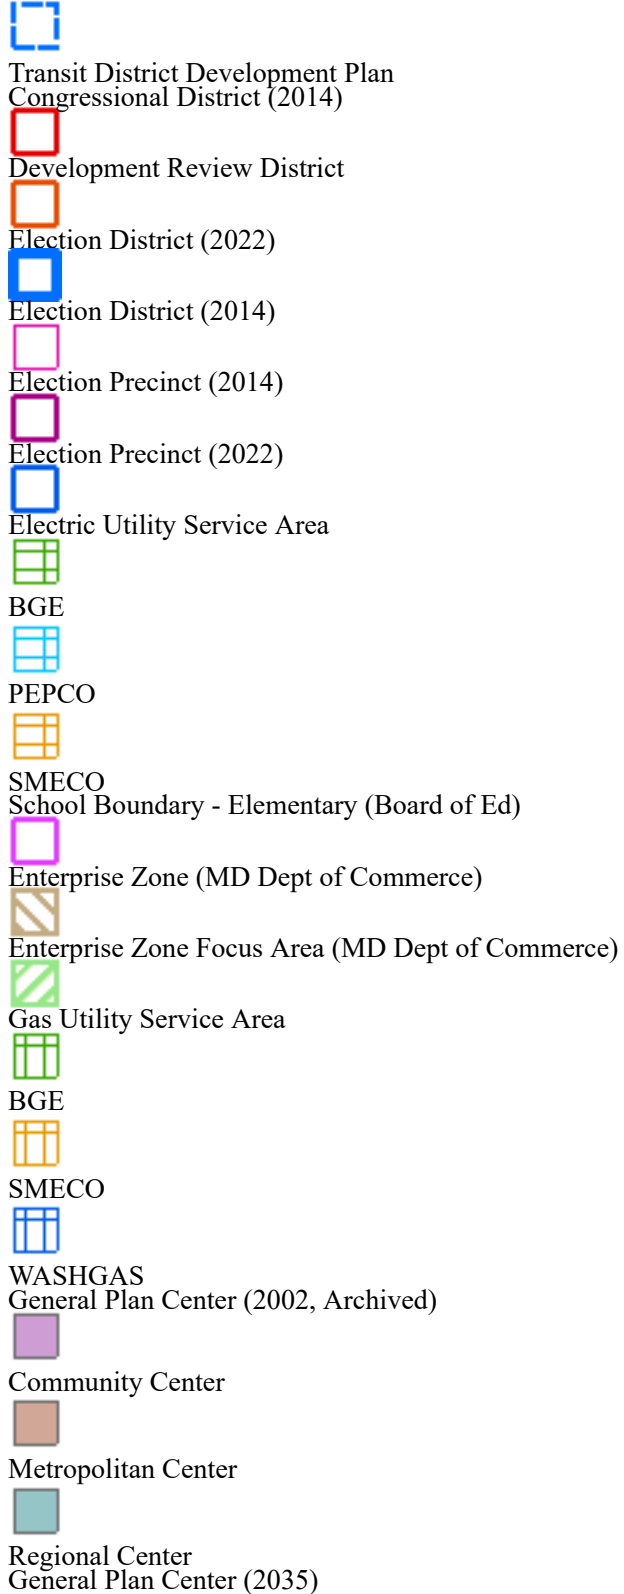 Transit District Development Plan
Congressional District (2014)
Development Review District
Election District (2022)
Election District (2014)
Election Precinct (2014)
Election Precinct (2022)
Electric Utility Service Area
BGE
PEPCO
SMECO
School Boundary - Elementary (Board of Ed)
Enterprise Zone (MD Dept of Commerce)
Enterprise Zone Focus Area (MD Dept of Commerce)
Gas Utility Service Area
BGE
SMECO
WASHGAS
General Plan Center (2002, Archived)
Community Center
Metropolitan Center
Regional Center
General Plan Center (2035)